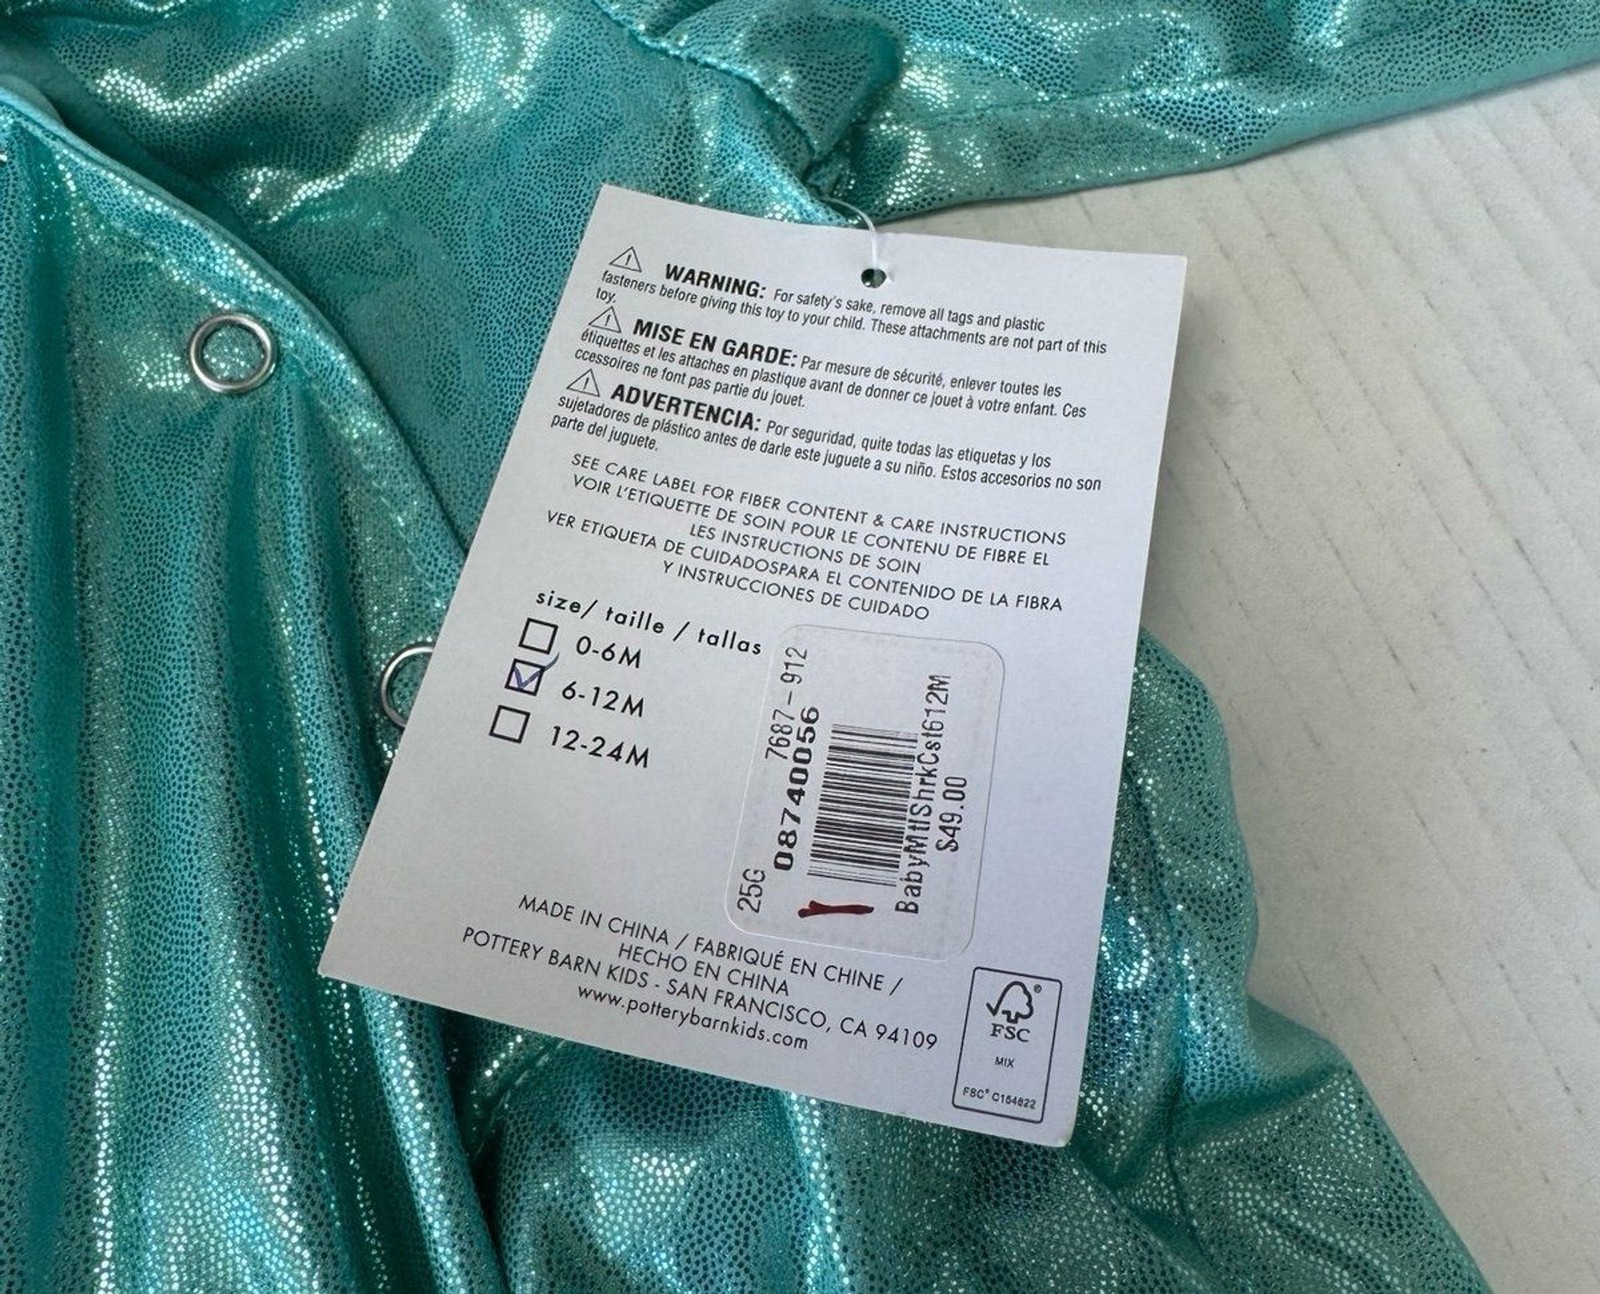 WARNING: For safety's sake, remove all tags and plastic
fasteners before giving this toy to your child. These attachments are not part of this
toy.
MISE EN GARDE: Par mesure de sécurité, enlever toutes les
étiquettes et les attaches en plastique avant de donner ce jouet à votre enfant. Ces
ccessoires ne font pas partie du jouet.
ADVERTENCIA: Por seguridad, quite todas las etiquetas y los
sujetadores de plástico antes de darle este juguete a su niño. Estos accesorios no son
parte del juguete.
SEE CARE LABEL FOR FIBER CONTENT & CARE INSTRUCTIONS
VOIR L'ETIQUETTE DE SOIN POUR LE CONTENU DE FIBRE EL
LES INSTRUCTIONS DE SOIN
VER ETIQUETA DE CUIDADOSPARA EL CONTENIDO DE LA FIBRA
Y INSTRUCCIONES DE CUIDADO
size/ taille / tallas
0-6M
6-12M
12-24M
25G 7687-912
08740056
BabyMtlShrkCst612M
$49.00
MADE IN CHINA / FABRIQUÉ EN CHINE /
HECHO EN CHINA
POTTERY BARN KIDS - SAN FRANCISCO, CA 94109
www.potterybarnkids.com
®
FSC
MIX
FSC® C154822